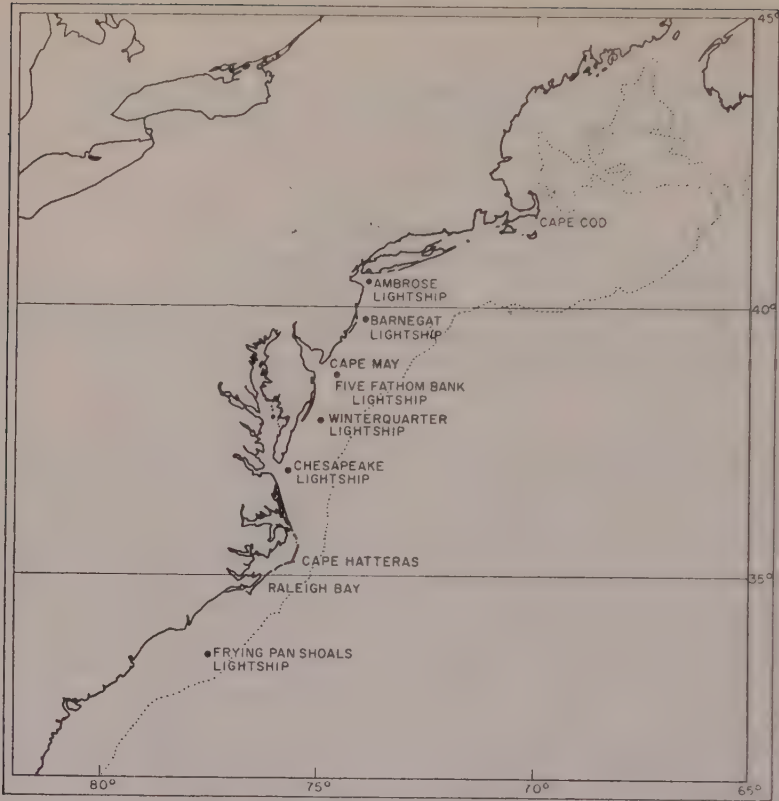 45°
CAPE COD
AMBROSE
LIGHTSHIP
40°
BARNEGAT
LIGHTSHIP
CAPE MAY
FIVE FATHOM BANK
LIGHTSHIP
WINTERQUARTER
LIGHTSHIP
CHESAPEAKE
LIGHTSHIP
CAPE HATTERAS
35°
RALEIGH BAY
FRYING PAN SHOALS
LIGHTSHIP
80°
75°
70°
65°